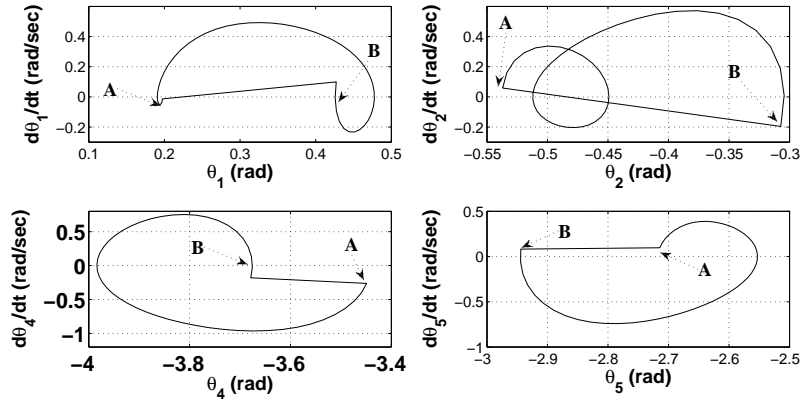 dθ1/dt (rad/sec)
0.4
0.2
0
−0.2
A
B
0.1
0.2
0.3
0.4
0.5
θ1 (rad)
dθ2/dt (rad/sec)
0.4
0.2
0
−0.2
A
B
−0.55
−0.5
−0.45
−0.4
−0.35
−0.3
θ2 (rad)
dθ4/dt (rad/sec)
0.5
0
−0.5
−1
B
A
−4
−3.8
−3.6
−3.4
θ4 (rad)
dθ5/dt (rad/sec)
0.5
0
−0.5
−1
B
A
−3
−2.9
−2.8
−2.7
−2.6
−2.5
θ5 (rad)